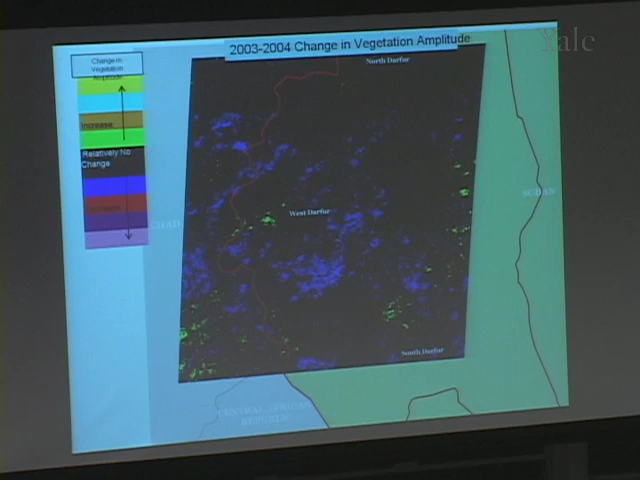 Yale
2003-2004 Change in Vegetation Amplitude
Change in
Vegetation
Amplitude
North Darfur
Increase
Relatively No
Change
SUDAN
West Darfur
CHAD
South Darfur
CENTRAL AFRICAN
REPUBLIC